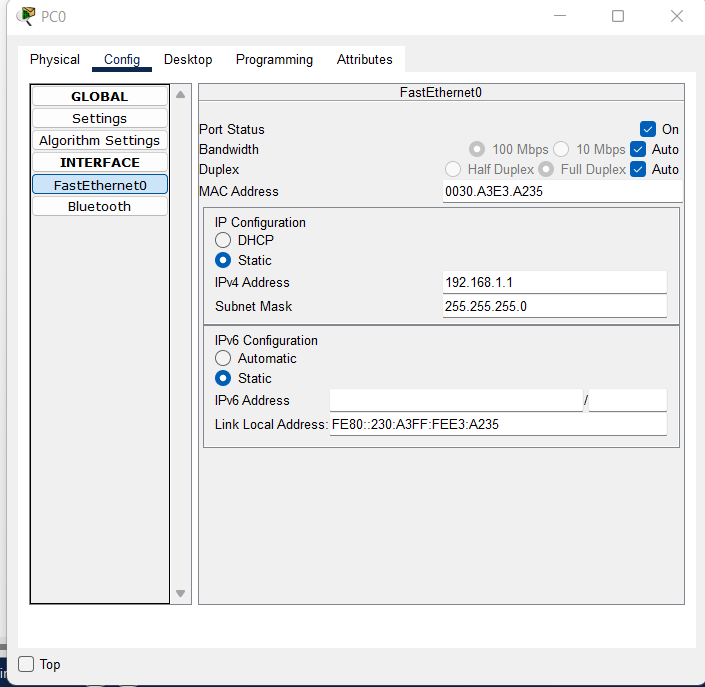 PC0
Physical Config Desktop Programming Attributes
GLOBAL
Settings
Algorithm Settings
INTERFACE
FastEthernet0
Bluetooth
FastEthernet0
Port Status On
Bandwidth 100 Mbps 10 Mbps Auto
Duplex Half Duplex Full Duplex Auto
MAC Address 0030.A3E3.A235
IP Configuration
DHCP
Static
IPv4 Address 192.168.1.1
Subnet Mask 255.255.255.0
IPv6 Configuration
Automatic
Static
IPv6 Address /
Link Local Address: FE80::230:A3FF:FEE3:A235
Top